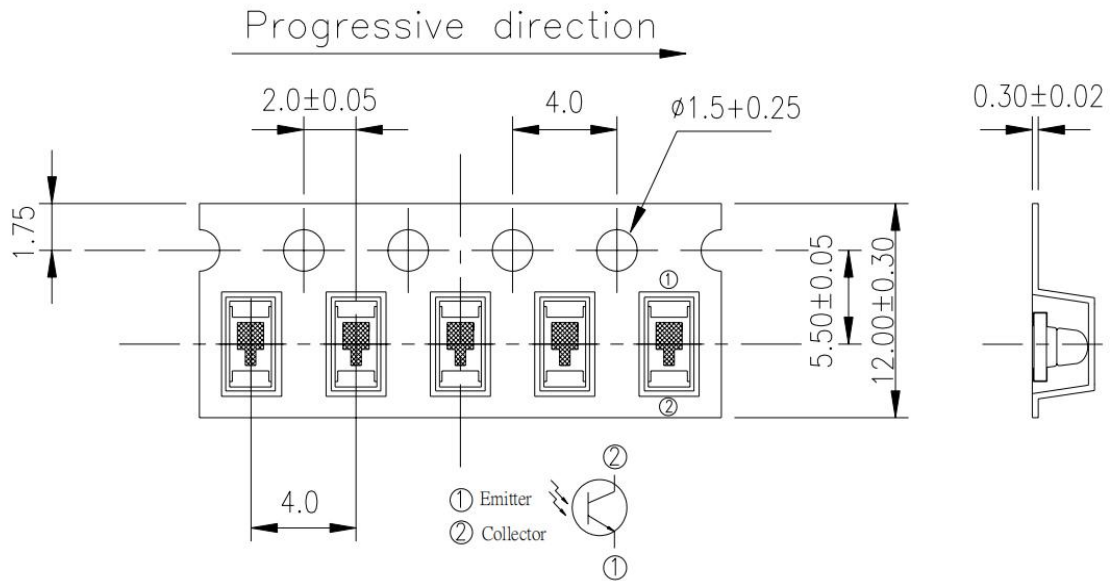 Progressive direction
2.0±0.05
4.0
ϕ1.5+0.25
0.30±0.02
1.75
①
5.50±0.05
12.00±0.30
②
4.0
②
① Emitter
② Collector
①